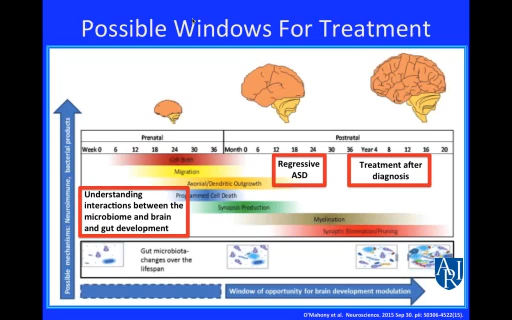 Possible Windows For Treatment
Prenatal
Postnatal
Week 0 6 12 18 24 30 36 Month 0 6 12 18 24 30 36 Year 4 8 12 16 20
Cell Birth
Migration
Axonal/Dendritic Outgrowth
Programmed Cell Death
Synapsis Production
Myelination
Synaptic Elimination/Pruning
Regressive
ASD
Treatment after
diagnosis
Understanding
interactions between the
microbiome and brain
and gut development
Gut microbiota-
changes over the
lifespan
Window of opportunity for brain development modulation
Possible mechanisms: Neuroimmune, bacterial products
O'Mahony et al. Neuroscience, 2015 Sep 30. pii: S0306-4522(15).